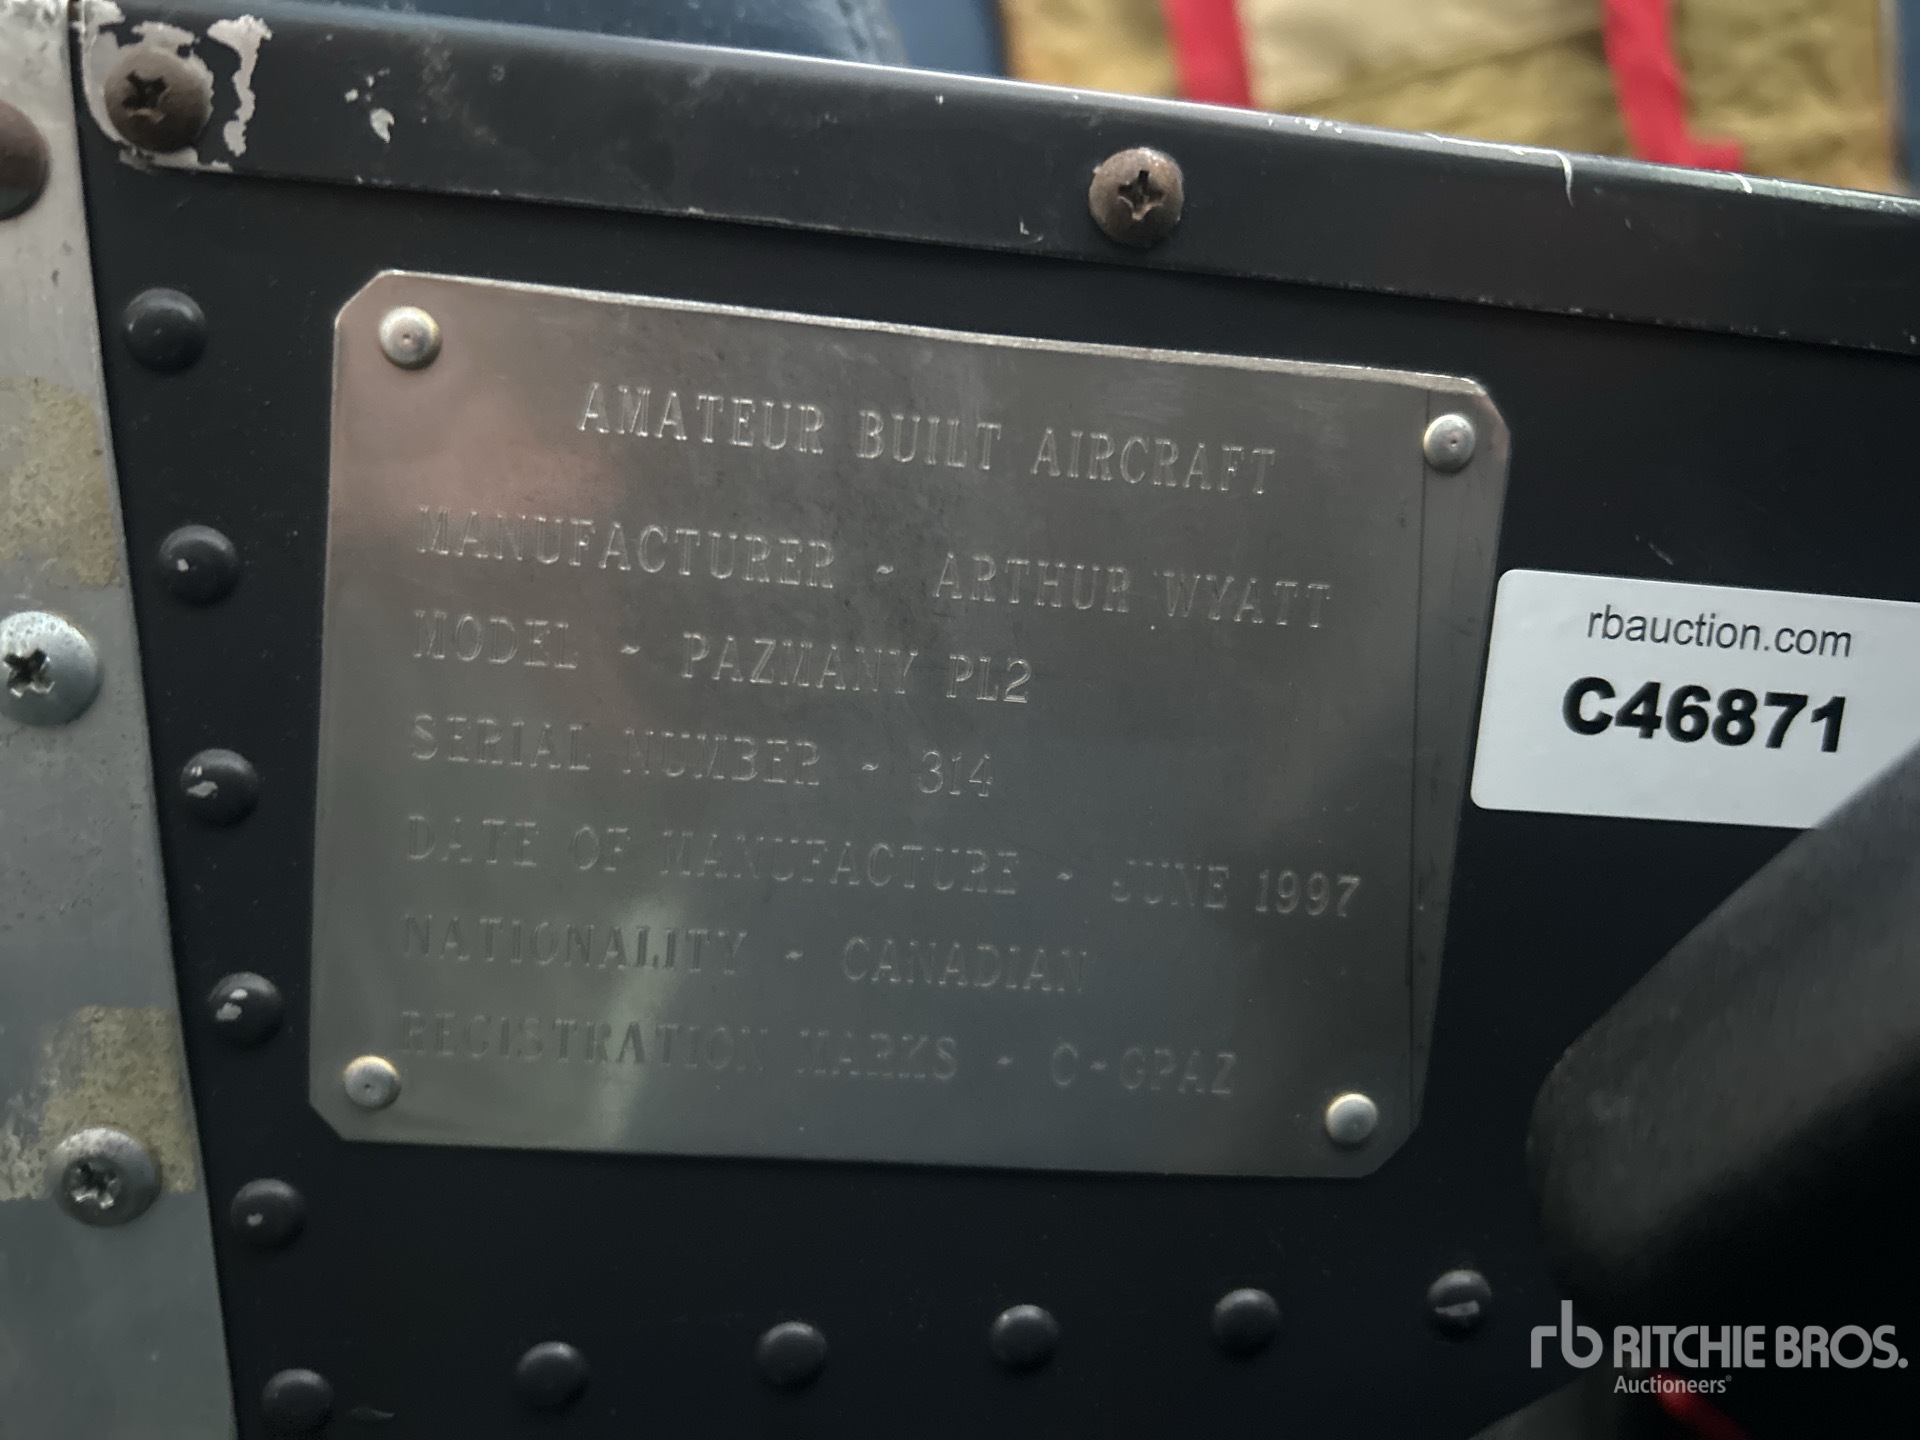 AMATEUR BUILT AIRCRAFT
MANUFACTURER - ARTHUR WYATT
MODEL - PAZMANY PL2
SERIAL NUMBER - 314
DATE OF MANUFACTURE - JUNE 1997
NATIONALITY - CANADIAN
REGISTRATION MARKS - C-GPAZ
rbauction.com
C46871
rb RITCHIE BROS.
Auctioneers®